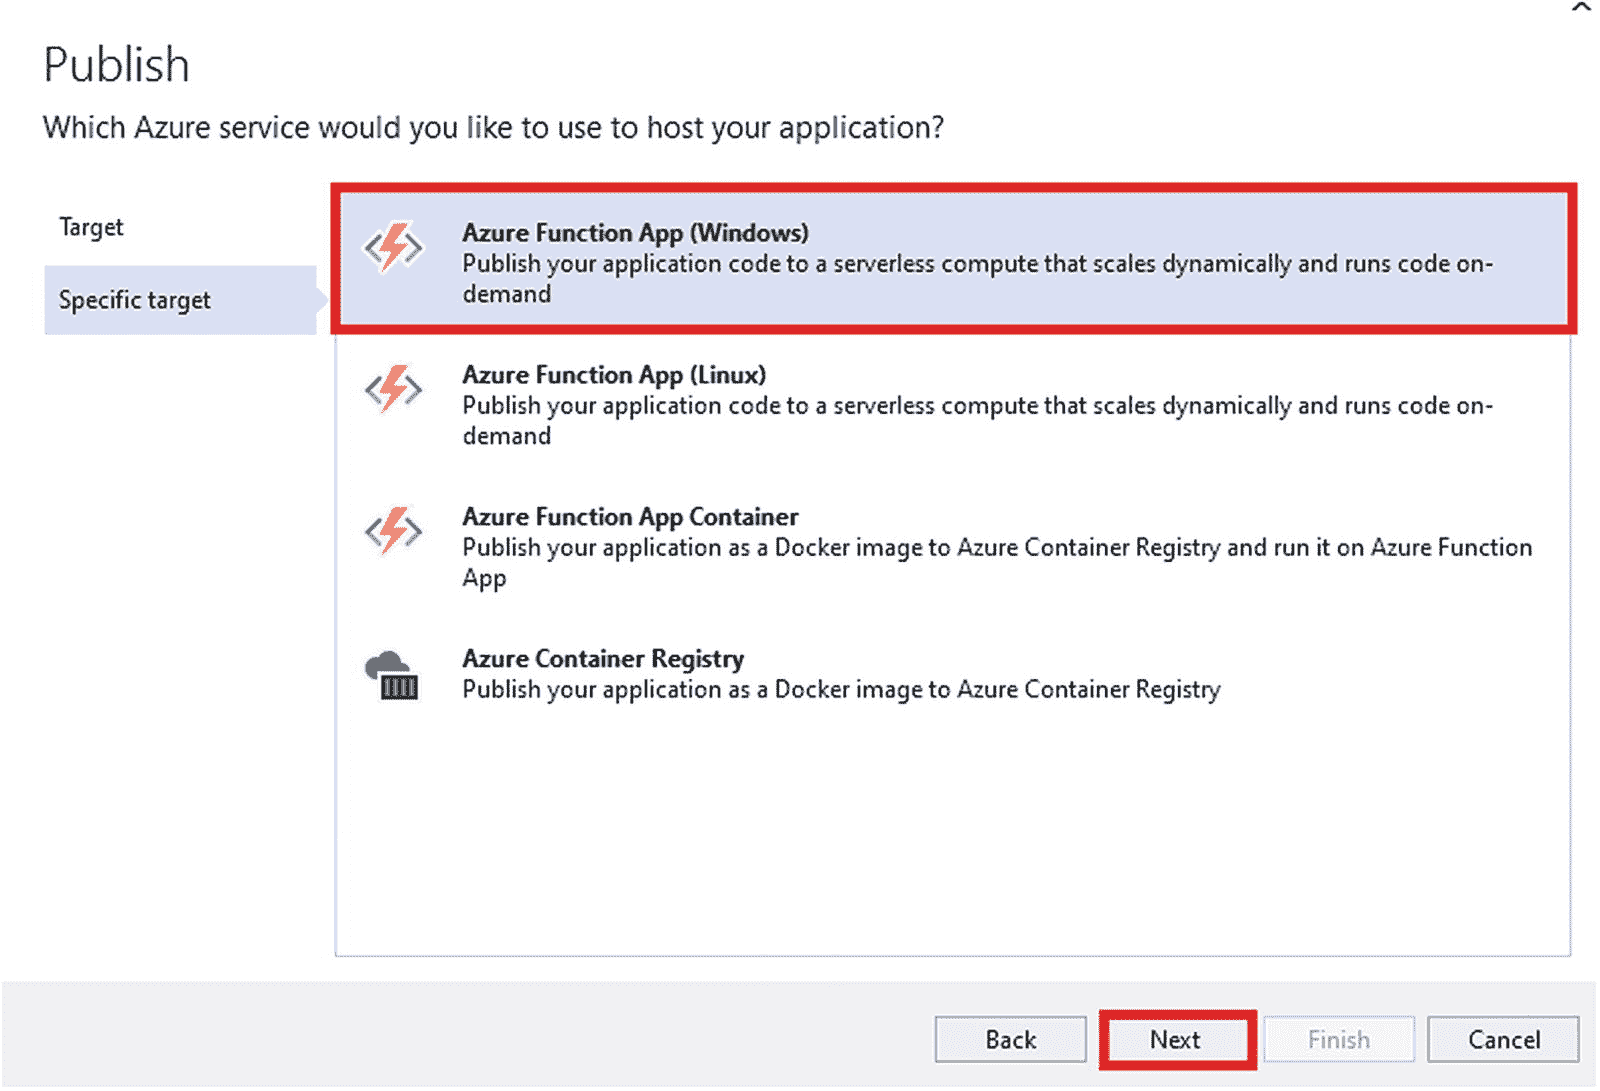 Publish
Which Azure service would you like to use to host your application?
Target
Specific target
Azure Function App (Windows)
Publish your application code to a serverless compute that scales dynamically and runs code on-
demand
Azure Function App (Linux)
Publish your application code to a serverless compute that scales dynamically and runs code on-
demand
Azure Function App Container
Publish your application as a Docker image to Azure Container Registry and run it on Azure Function
App
Azure Container Registry
Publish your application as a Docker image to Azure Container Registry
Back
Next
Finish
Cancel